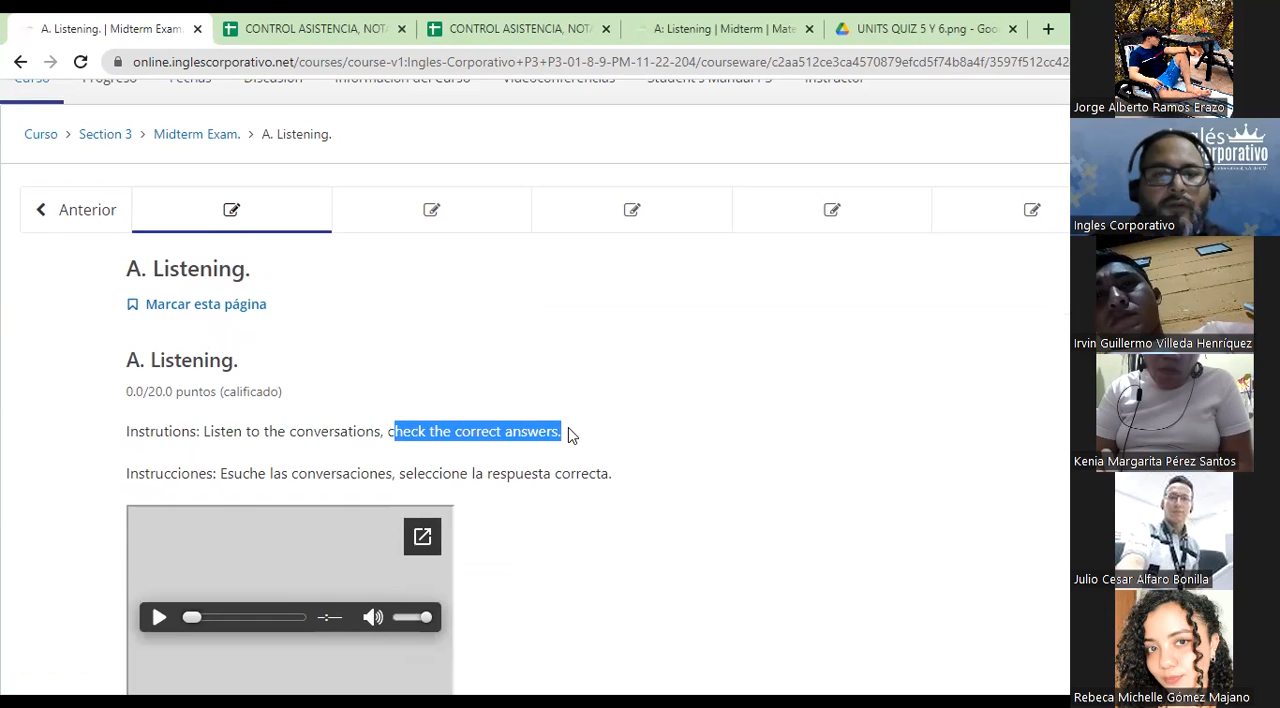 A. Listening. | Midterm Exam.
CONTROL ASISTENCIA, NOTA
CONTROL ASISTENCIA, NOTA
A: Listening | Midterm | Mate
UNITS QUIZ 5 Y 6.png - Goo
online.inglescorporativo.net/courses/course-v1:Ingles-Corporativo+P3+P3-01-8-9-PM-11-22-204/courseware/c2aa512ce3ca4570879efcd5f74b8a4f/3597f512cc42
Curso Progreso Fechas Discusión Información del Curso Videoconferencias Student's Manual P3 Instructor
Curso > Section 3 > Midterm Exam. > A. Listening.
Anterior
A. Listening.
Marcar esta página
A. Listening.
0.0/20.0 puntos (calificado)
Instrutions: Listen to the conversations, check the correct answers.
Instrucciones: Esuche las conversaciones, seleccione la respuesta correcta.
-:--
Jorge Alberto Ramos Erazo
inglés
corporativo
Ingles Corporativo
Irvin Guillermo Villeda Henríquez
Kenia Margarita Pérez Santos
Julio Cesar Alfaro Bonilla
Rebeca Michelle Gómez Majano